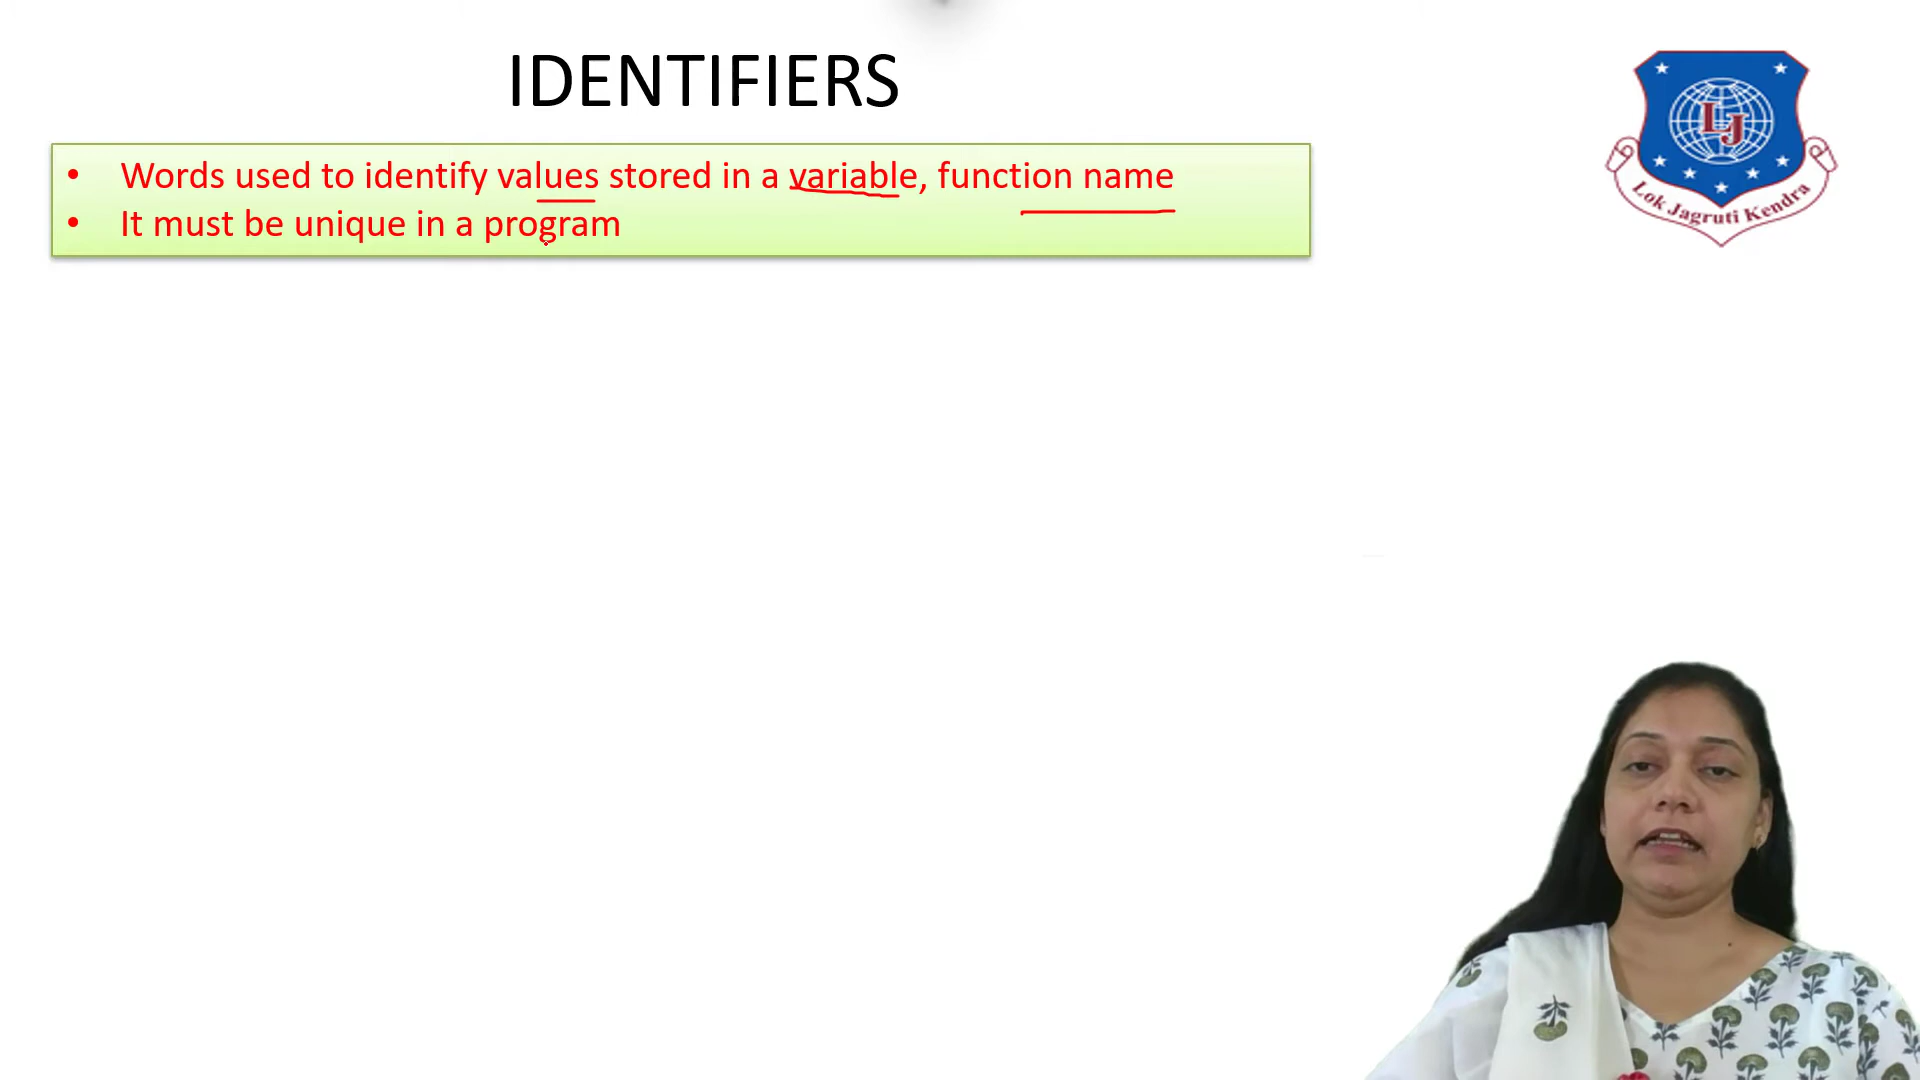 IDENTIFIERS
• Words used to identify values stored in a variable, function name
• It must be unique in a program
LJ
Lok Jagruti Kendra